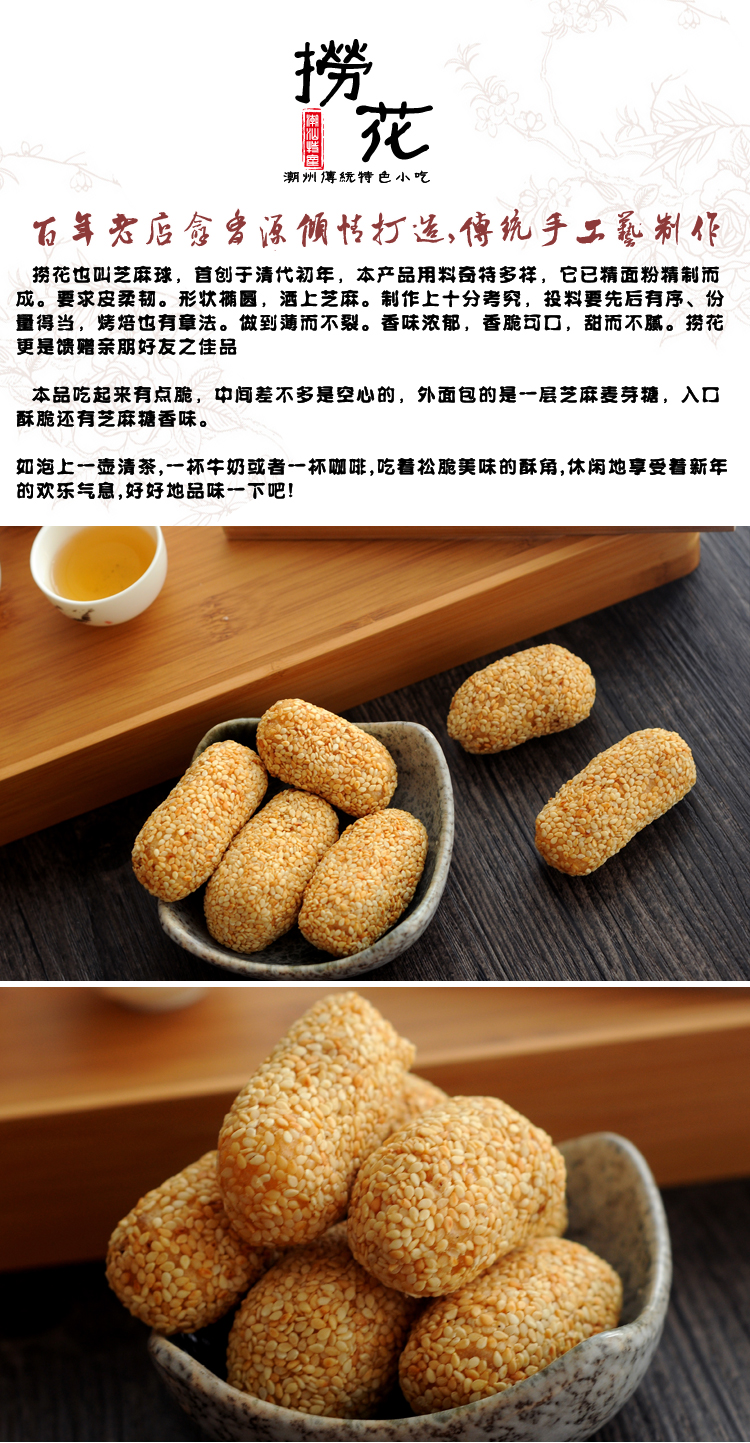 撈花
潮汕教堂
潮州傳統特色小吃
百年老店愈香源傾情打造,傳統手工藝制作
捞花也叫芝麻球，首创于清代初年，本产品用料奇特多样，它已精面粉精制而
成。要求皮柔韧。形状椭圆，洒上芝麻。制作上十分考究，投料要先后有序、份
量得当，烤焙也有章法。做到薄而不裂。香味浓郁，香脆可口，甜而不腻。捞花
更是馈赠亲朋好友之佳品
本品吃起来有点脆，中间差不多是空心的，外面包的是一层芝麻麦芽糖，入口
酥脆还有芝麻糖香味。
如泡上一壶清茶,一杯牛奶或者一杯咖啡,吃着松脆美味的酥角,休闲地享受着新年
的欢乐气息,好好地品味一下吧!